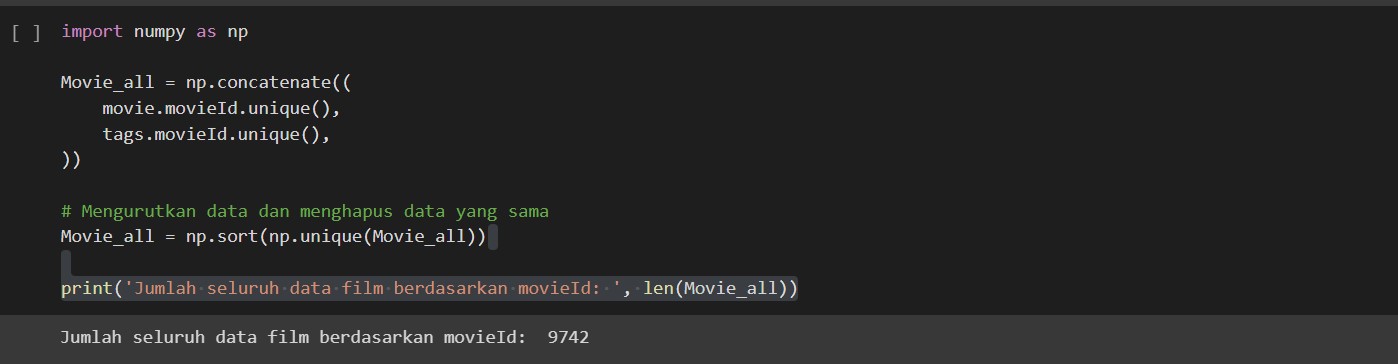 [ ] import numpy as np
Movie_all = np.concatenate((
    movie.movieId.unique(),
    tags.movieId.unique(),
))
# Mengurutkan data dan menghapus data yang sama
Movie_all = np.sort(np.unique(Movie_all))
print('Jumlah seluruh data film berdasarkan movieId: ', len(Movie_all))
Jumlah seluruh data film berdasarkan movieId:  9742